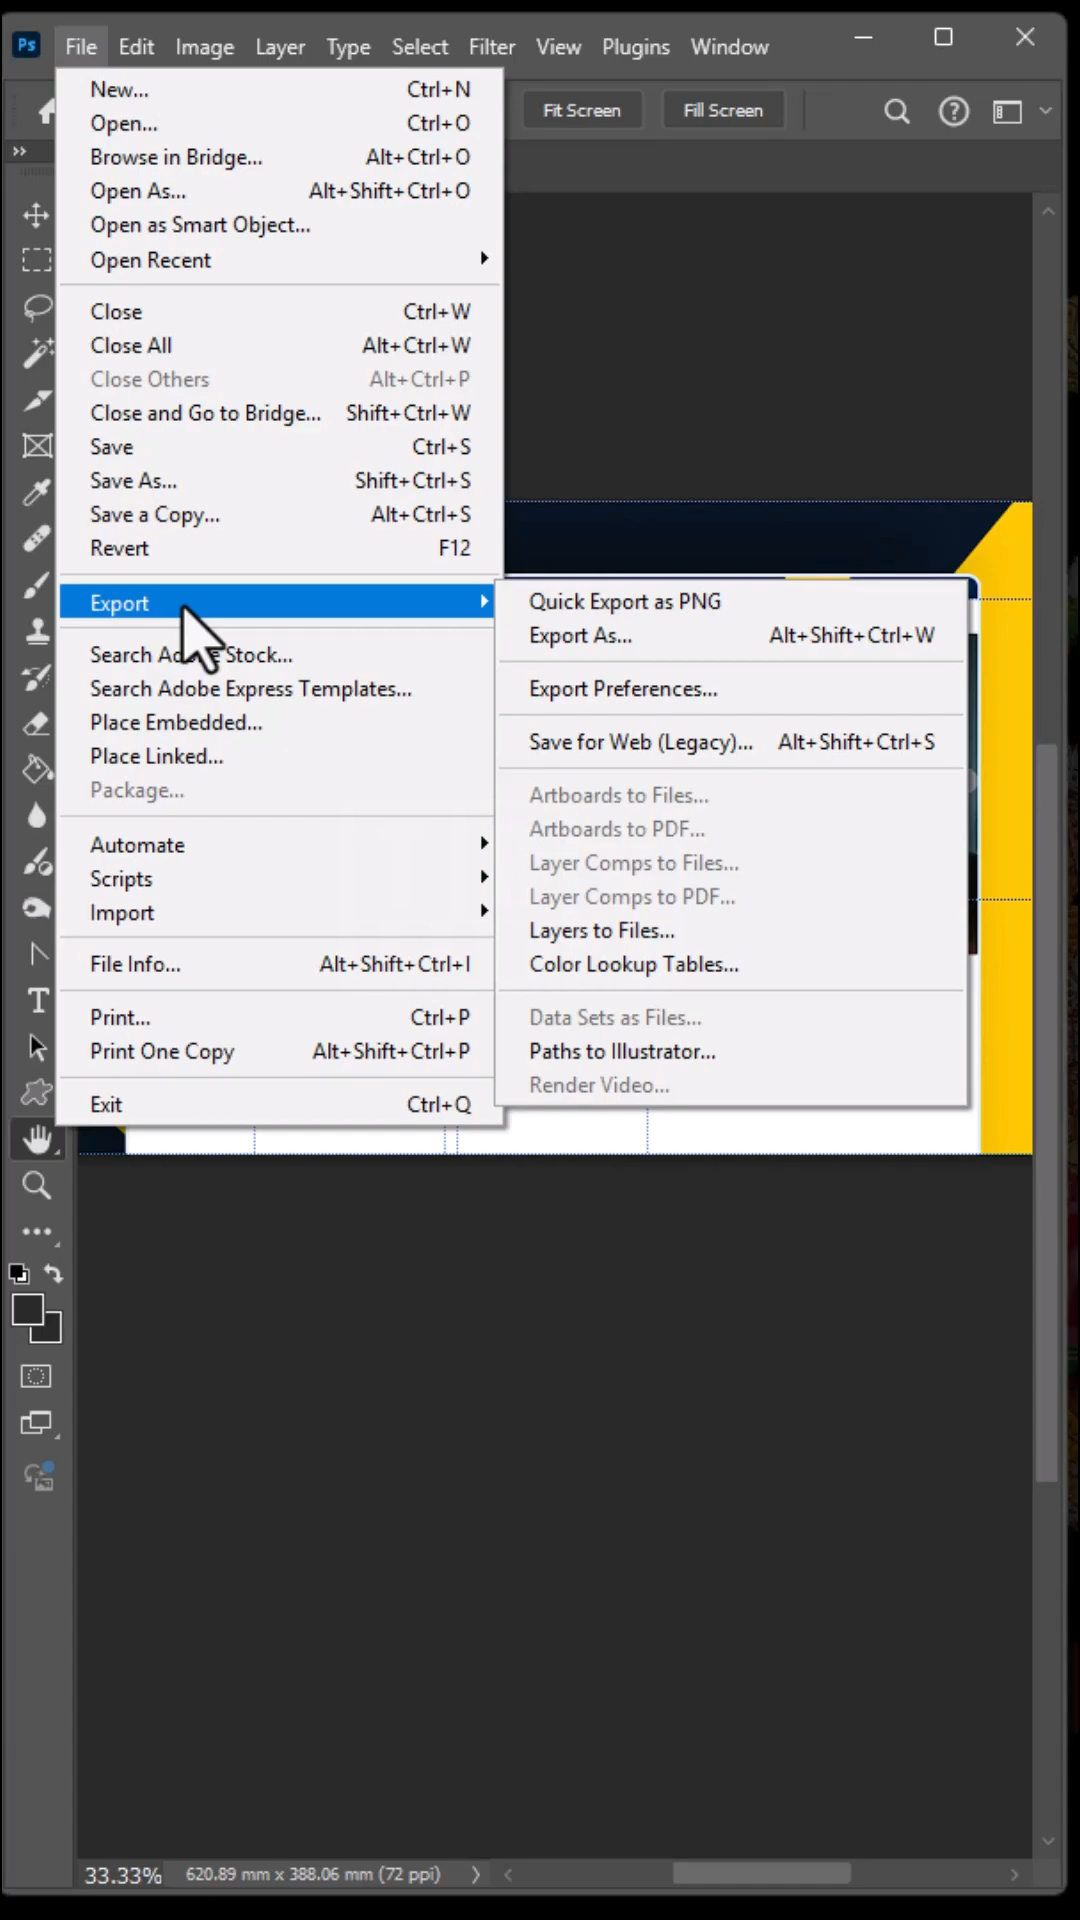 Ps File Edit Image Layer Type Select Filter View Plugins Window
Fit Screen Fill Screen
New... Ctrl+N
Open... Ctrl+O
Browse in Bridge... Alt+Ctrl+O
Open As... Alt+Shift+Ctrl+O
Open as Smart Object...
Open Recent
Close Ctrl+W
Close All Alt+Ctrl+W
Close Others Alt+Ctrl+P
Close and Go to Bridge... Shift+Ctrl+W
Save Ctrl+S
Save As... Shift+Ctrl+S
Save a Copy... Alt+Ctrl+S
Revert F12
Export
Search Adobe Stock...
Search Adobe Express Templates...
Place Embedded...
Place Linked...
Package...
Automate
Scripts
Import
File Info... Alt+Shift+Ctrl+I
Print... Ctrl+P
Print One Copy Alt+Shift+Ctrl+P
Exit Ctrl+Q
Quick Export as PNG
Export As... Alt+Shift+Ctrl+W
Export Preferences...
Save for Web (Legacy)... Alt+Shift+Ctrl+S
Artboards to Files...
Artboards to PDF...
Layer Comps to Files...
Layer Comps to PDF...
Layers to Files...
Color Lookup Tables...
Data Sets as Files...
Paths to Illustrator...
Render Video...
33.33% 620.89 mm x 388.06 mm (72 ppi)